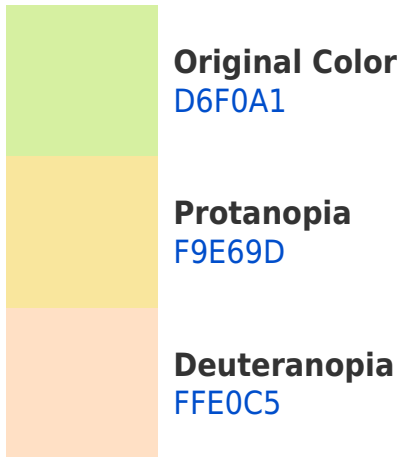 Original Color
D6F0A1
Protanopia
F9E69D
Deuteranopia
FFE0C5